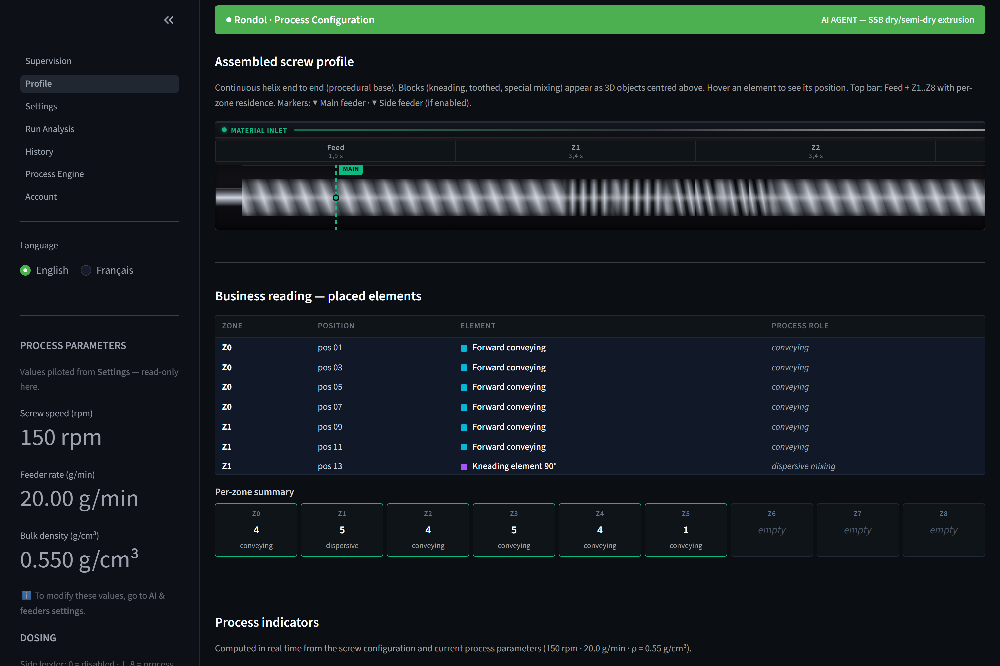 Supervision
Profile
Settings
Run Analysis
History
Process Engine
Account
Language
English
Français
PROCESS PARAMETERS
Values piloted from Settings — read-only
here.
Screw speed (rpm)
150 rpm
Feeder rate (g/min)
20.00 g/min
Bulk density (g/cm³)
0.550 g/cm³
ℹ To modify these values, go to AI &
feeders settings.
DOSING
Side feeder: 0 = disabled · 1..8 = process
Rondol · Process Configuration
AI AGENT — SSB dry/semi-dry extrusion
Assembled screw profile
Continuous helix end to end (procedural base). Blocks (kneading, toothed, special mixing) appear as 3D objects centred above. Hover an element to see its position. Top bar: Feed + Z1..Z8 with per-
zone residence. Markers: ▼ Main feeder · ▼ Side feeder (if enabled).
MATERIAL INLET
Feed Z1 Z2
1,9 s 3,4 s 3,4 s
MAIN
Business reading — placed elements
ZONE POSITION ELEMENT PROCESS ROLE
Z0 pos 01 Forward conveying conveying
Z0 pos 03 Forward conveying conveying
Z0 pos 05 Forward conveying conveying
Z0 pos 07 Forward conveying conveying
Z1 pos 09 Forward conveying conveying
Z1 pos 11 Forward conveying conveying
Z1 pos 13 Kneading element 90° dispersive mixing
Per-zone summary
Z0 Z1 Z2 Z3 Z4 Z5 Z6 Z7 Z8
4 5 4 5 4 1 empty empty empty
conveying dispersive conveying conveying conveying conveying
Process indicators
Computed in real time from the screw configuration and current process parameters (150 rpm · 20.0 g/min · ρ = 0.55 g/cm³).